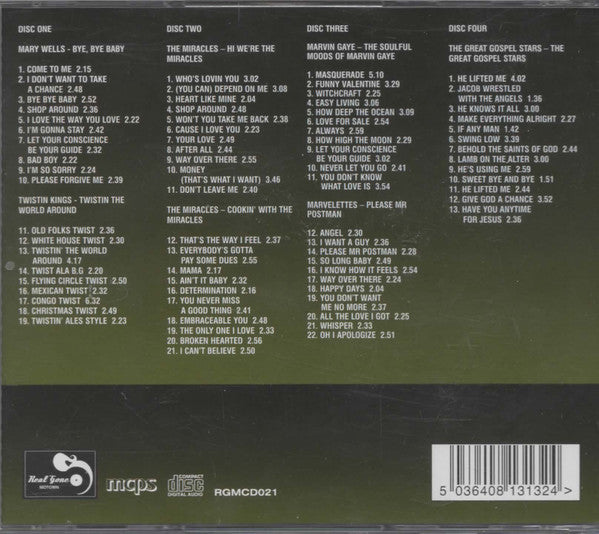 DISC ONE
MARY WELLS - BYE, BYE BABY
1. COME TO ME 2.15
2. I DON'T WANT TO TAKE
A CHANCE 2.48
3. BYE BYE BABY 2.52
4. SHOP AROUND 2.36
5. I LOVE THE WAY YOU LOVE 2.22
6. I'M GONNA STAY 2.42
7. LET YOUR CONSCIENCE
BE YOUR GUIDE 2.32
8. BAD BOY 2.22
9. I'M SO SORRY 2.24
10. PLEASE FORGIVE ME 2.39
TWISTIN KINGS - TWISTIN THE
WORLD AROUND
11. OLD FOLKS TWIST 2.36
12. WHITE HOUSE TWIST 2.30
13. TWISTIN' THE WORLD
AROUND 4.17
14. TWIST ALA B.G 2.20
15. FLYING CIRCLE TWIST 2.50
16. MEXICAN TWIST 2.32
17. CONGO TWIST 6.32
18. CHRISTMAS TWIST 2.49
19. TWISTIN' ALES STYLE 2.23
DISC TWO
THE MIRACLES – HI WE'RE THE
MIRACLES
1. WHO'S LOVIN YOU 3.02
2. (YOU CAN) DEPEND ON ME 3.08
3. HEART LIKE MINE 2.04
4. SHOP AROUND 2.48
5. WON'T YOU TAKE ME BACK 2.38
6. CAUSE I LOVE YOU 2.23
7. YOUR LOVE 2.49
8. AFTER ALL 2.44
9. WAY OVER THERE 2.55
10. MONEY
(THAT'S WHAT I WANT) 3.46
11. DON'T LEAVE ME 2.40
THE MIRACLES – COOKIN' WITH THE
MIRACLES
12. THAT'S THE WAY I FEEL 2.37
13. EVERYBODY'S GOTTA
PAY SOME DUES 2.55
14. MAMA 2.17
15. AIN'T IT BABY 2.32
16. DETERMINATION 2.16
17. YOU NEVER MISS
A GOOD THING 2.41
18. EMBRACEABLE YOU 2.48
19. THE ONLY ONE I LOVE 2.33
20. BROKEN HEARTED 2.56
21. I CAN'T BELIEVE 2.50
DISC THREE
MARVIN GAYE – THE SOULFUL
MOODS OF MARVIN GAYE
1. MASQUERADE 5.10
2. FUNNY VALENTINE 3.29
3. WITCHCRAFT 2.25
4. EASY LIVING 3.06
5. HOW DEEP THE OCEAN 3.09
6. LOVE FOR SALE 2.54
7. ALWAYS 2.59
8. HOW HIGH THE MOON 2.29
9. LET YOUR CONSCIENCE
BE YOUR GUIDE 3.02
10. NEVER LET YOU GO 2.41
11. YOU DON'T KNOW
WHAT LOVE IS 3.54
MARVELETTES – PLEASE MR
POSTMAN
12. ANGEL 2.30
13. I WANT A GUY 2.36
14. PLEASE MR POSTMAN 2.28
15. SO LONG BABY 2.49
16. I KNOW HOW IT FEELS 2.54
17. WAY OVER THERE 2.24
18. HAPPY DAYS 2.04
19. YOU DON'T WANT
ME NO MORE 2.37
20. ALL THE LOVE I GOT 2.25
21. WHISPER 2.33
22. OH I APOLOGIZE 2.51
DISC FOUR
THE GREAT GOSPEL STARS – THE
GREAT GOSPEL STARS
1. HE LIFTED ME 4.02
2. JACOB WRESTLED
WITH THE ANGELS 1.36
3. HE KNOWS IT ALL 3.00
4. MAKE EVERYTHING ALRIGHT 2.27
5. IF ANY MAN 1.42
6. SWING LOW 3.39
7. BEHOLD THE SAINTS OF GOD 2.44
8. LAMB ON THE ALTER 3.00
9. HE'S USING ME 2.59
10. SWEET BYE AND BYE 1.51
11. HE LIFTED ME 2.44
12. GIVE GOD A CHANCE 3.52
13. HAVE YOU ANYTIME
FOR JESUS 2.36
Real Gone
MOTOWN
mcps
COMPACT
disc
DIGITAL AUDIO
RGMCD021
5 036408 131324 >